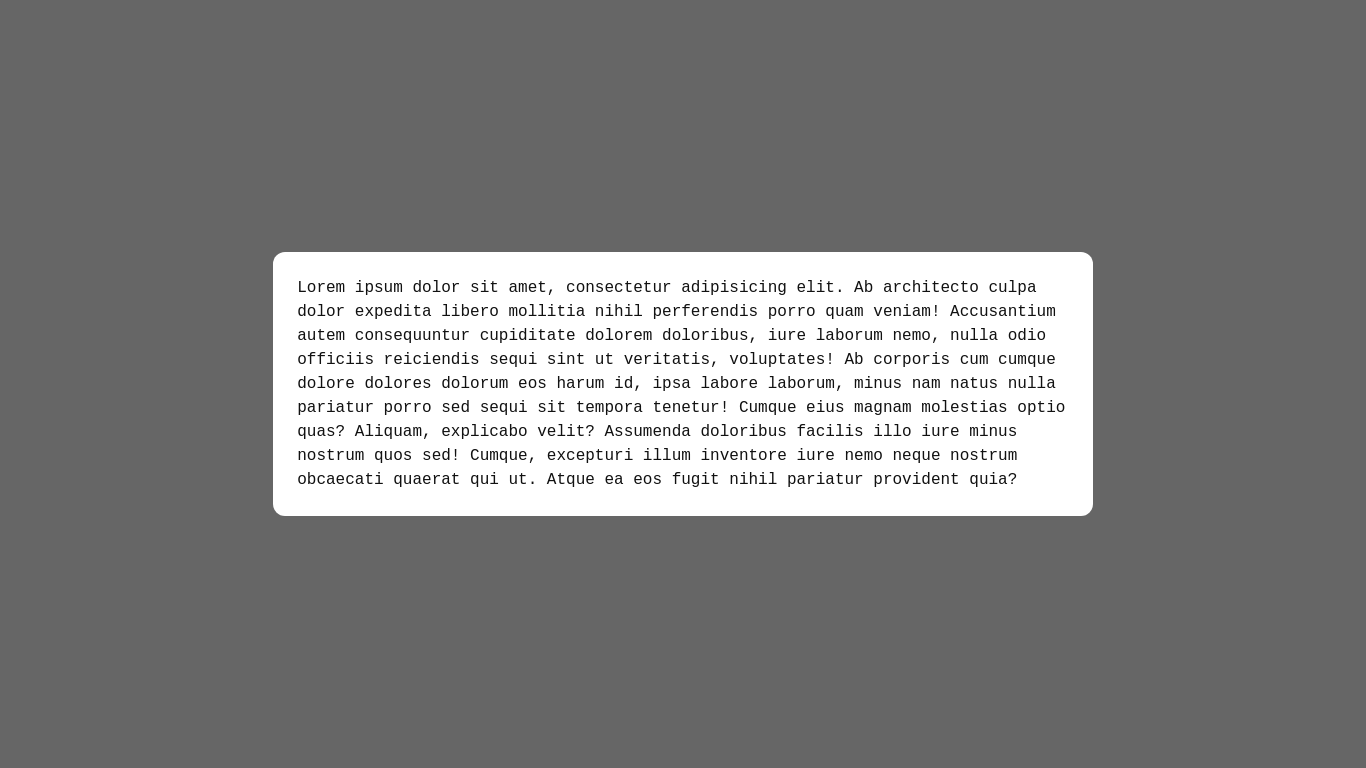 Lorem ipsum dolor sit amet, consectetur adipisicing elit. Ab architecto culpa
dolor expedita libero mollitia nihil perferendis porro quam veniam! Accusantium
autem consequuntur cupiditate dolorem doloribus, iure laborum nemo, nulla odio
officiis reiciendis sequi sint ut veritatis, voluptates! Ab corporis cum cumque
dolore dolores dolorum eos harum id, ipsa labore laborum, minus nam natus nulla
pariatur porro sed sequi sit tempora tenetur! Cumque eius magnam molestias optio
quas? Aliquam, explicabo velit? Assumenda doloribus facilis illo iure minus
nostrum quos sed! Cumque, excepturi illum inventore iure nemo neque nostrum
obcaecati quaerat qui ut. Atque ea eos fugit nihil pariatur provident quia?